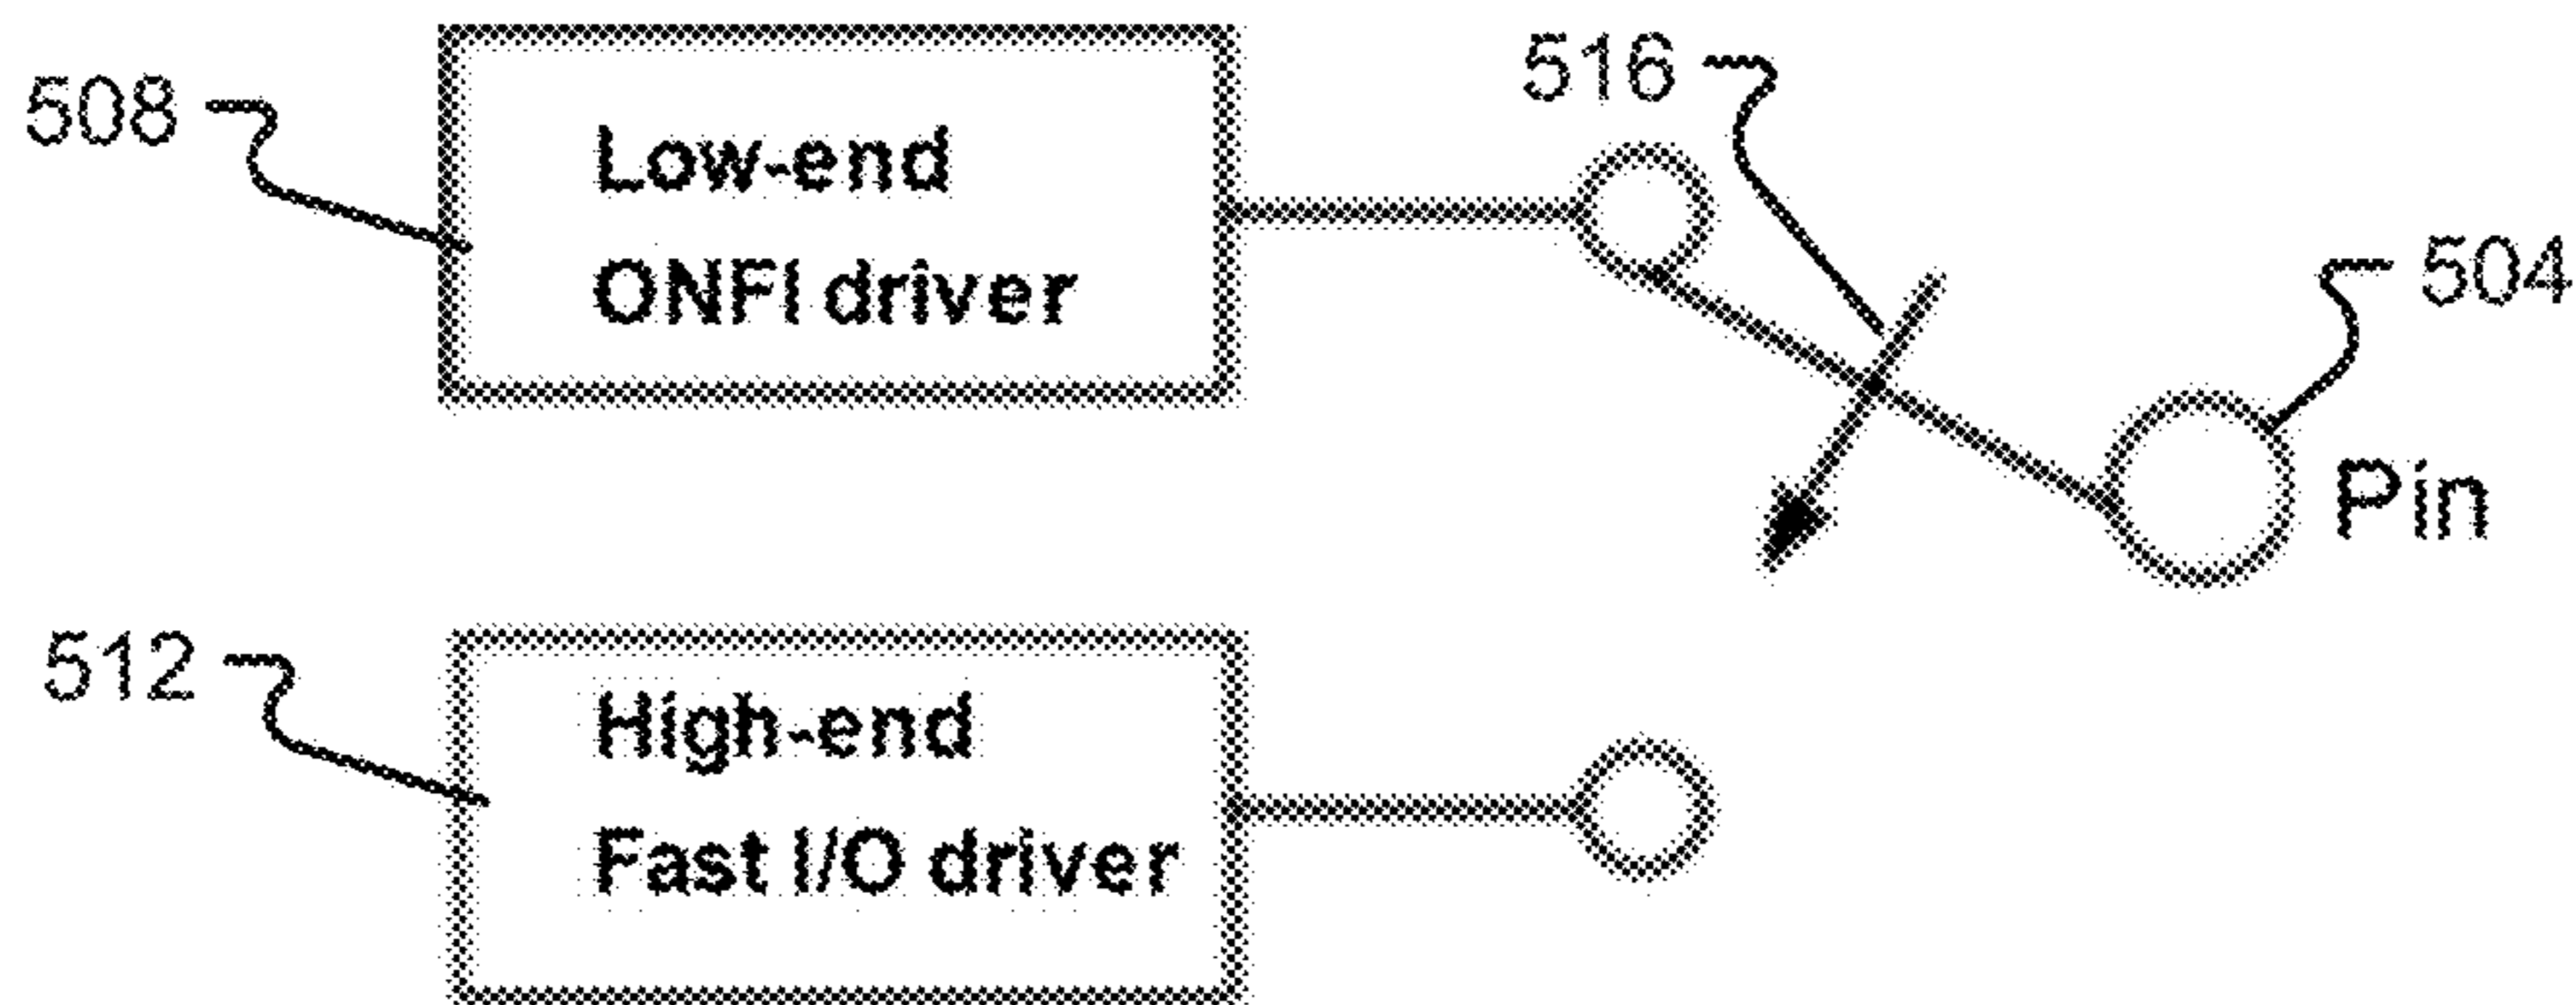 508
Low-end
ONFI driver
516
504
Pin
512
High-end
Fast I/O driver